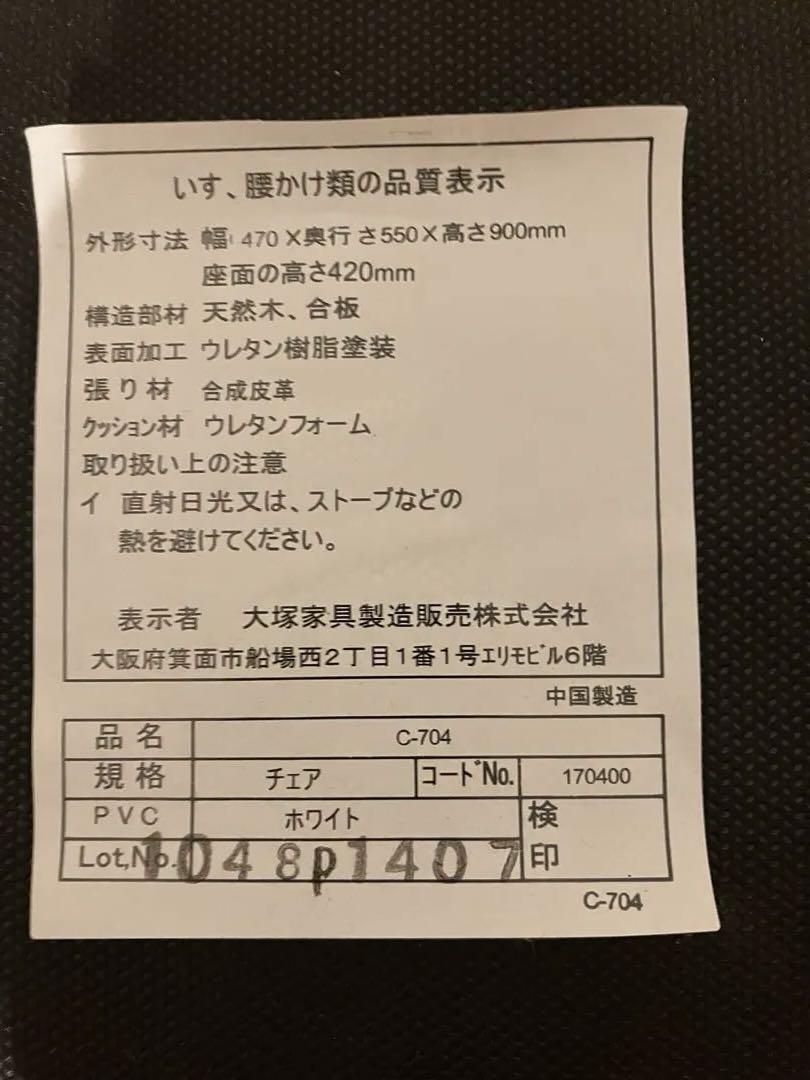 いす、腰かけ類の品質表示
外形寸法 幅 470×奥行さ550×高さ900mm
座面の高さ420mm
構造部材 天然木、合板
表面加工 ウレタン樹脂塗装
張り材 合成皮革
クッション材 ウレタンフォーム
取り扱い上の注意
イ 直射日光又は、ストーブなどの
熱を避けてください。
表示者 大塚家具製造販売株式会社
大阪府箕面市船場西2丁目1番1号エリモビル6階
中国製造
品名 C-704
規格 チェア コードNo. 170400
PVC ホワイト 検印
Lot,No. 1048p1407
C-704